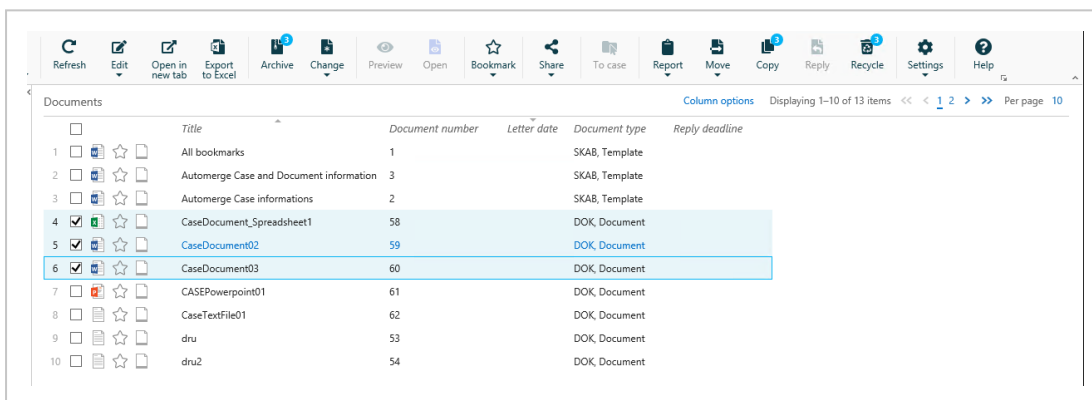 3 3 3
Refresh Edit Open in new tab Export to Excel Archive Change Preview Open Bookmark Share To case Report Move Copy Reply Recycle Settings Help
Documents Column options Displaying 1–10 of 13 items << < 1 2 > >> Per page 10
Title Document number Letter date Document type Reply deadline
1 All bookmarks 1 SKAB, Template
2 Automerge Case and Document information 3 SKAB, Template
3 Automerge Case informations 2 SKAB, Template
4 CaseDocument_Spreadsheet1 58 DOK, Document
5 CaseDocument02 59 DOK, Document
6 CaseDocument03 60 DOK, Document
7 CASEPowerpoint01 61 DOK, Document
8 CaseTextFile01 62 DOK, Document
9 dru 53 DOK, Document
10 dru2 54 DOK, Document